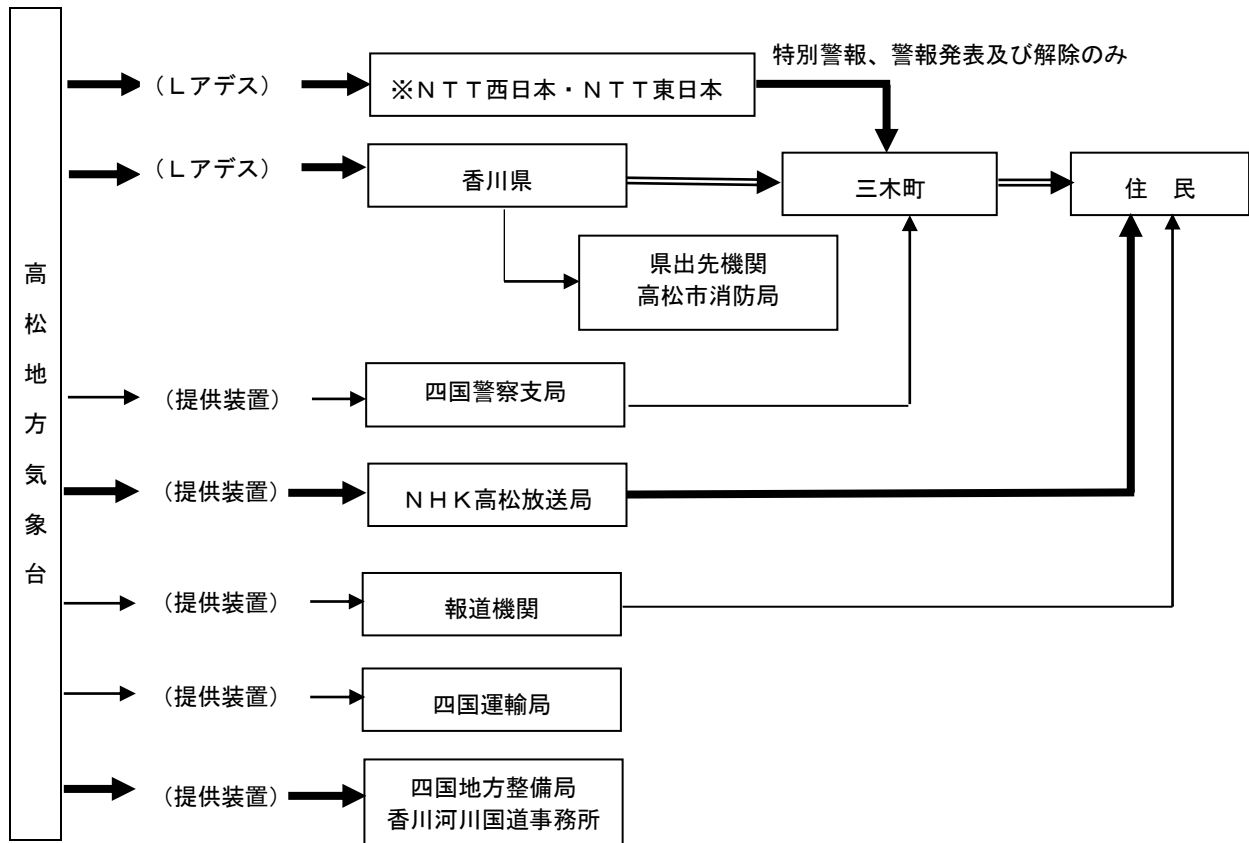 高松地方気象台
特別警報、警報発表及び解除のみ
（Ｌアデス）
※ＮＴＴ西日本・ＮＴＴ東日本
（Ｌアデス）
香川県
三木町
住　民
県出先機関
高松市消防局
（提供装置）
四国警察支局
（提供装置）
ＮＨＫ高松放送局
（提供装置）
報道機関
（提供装置）
四国運輸局
（提供装置）
四国地方整備局
香川河川国道事務所